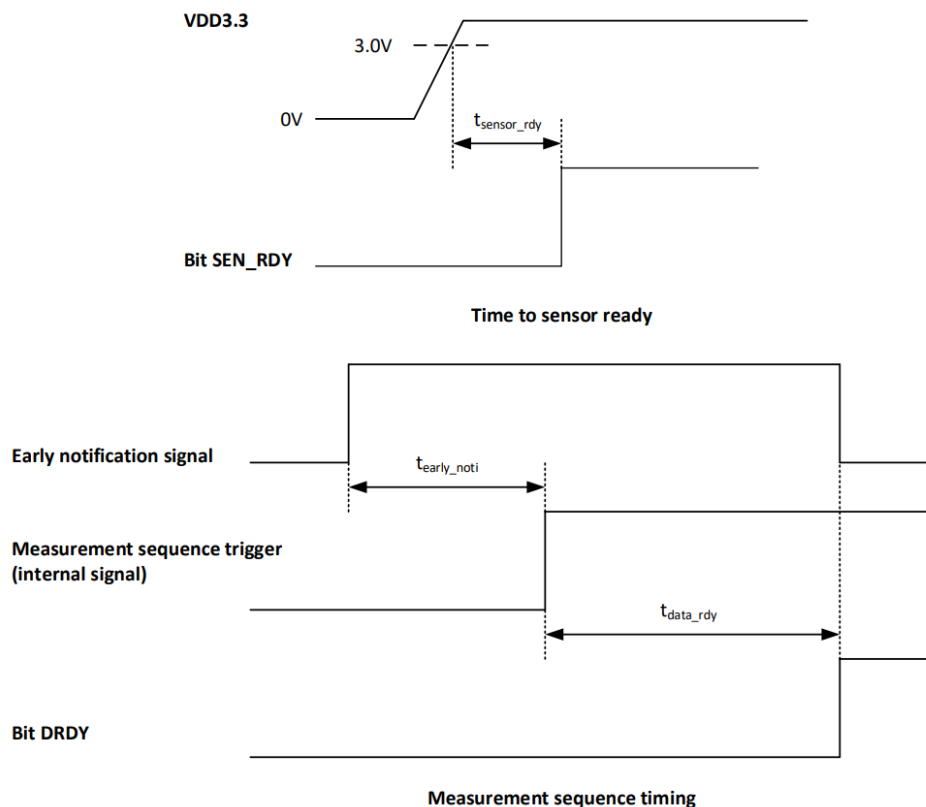 VDD3.3
3.0V
0V
tsensor_rdy
Bit SEN_RDY
Time to sensor ready
Early notification signal
tearly_noti
Measurement sequence trigger
(internal signal)
tdata_rdy
Bit DRDY
Measurement sequence timing